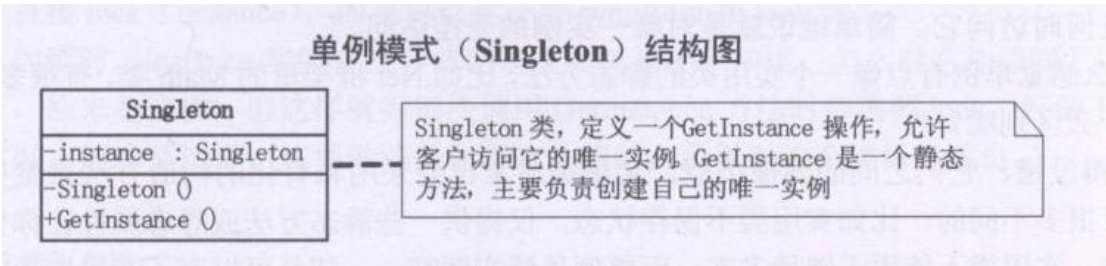 单例模式（Singleton）结构图
Singleton
-instance : Singleton
-Singleton()
+GetInstance()
Singleton 类，定义一个GetInstance 操作，允许
客户访问它的唯一实例。GetInstance 是一个静态
方法，主要负责创建自己的唯一实例